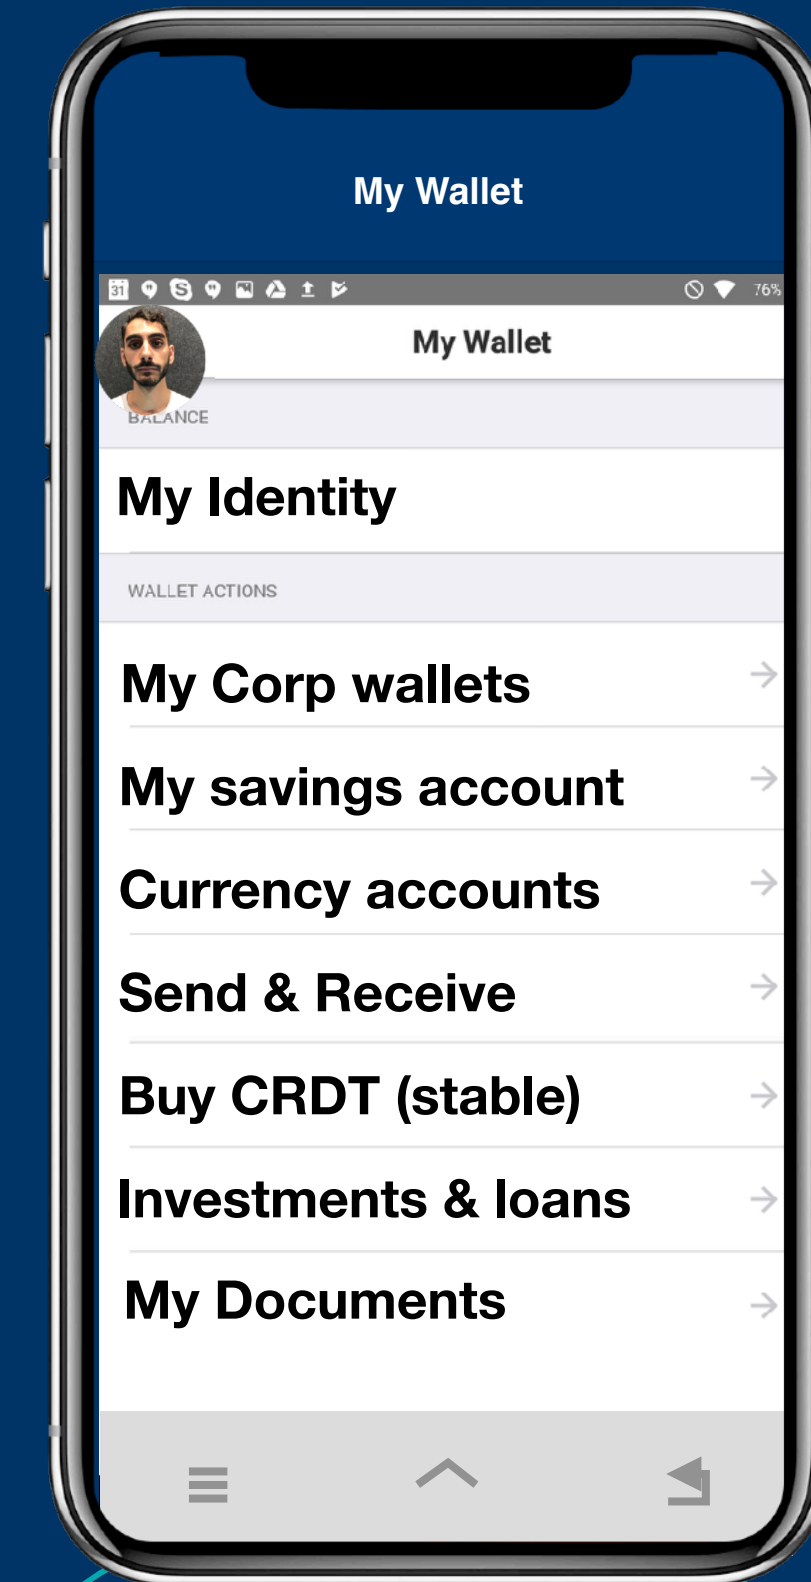 My Wallet
31 76%
My Wallet
BALANCE
My Identity
WALLET ACTIONS
My Corp wallets
My savings account
Currency accounts
Send & Receive
Buy CRDT (stable)
Investments & loans
My Documents